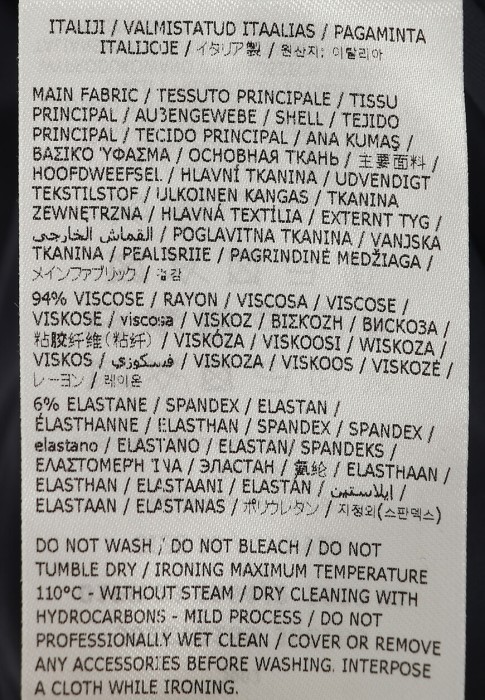 ITALIJI / VALMISTATUD ITAALIAS / PAGAMINTA
ITALIJOJE / イタリア製 / 원산지: 이탈리아
MAIN FABRIC / TESSUTO PRINCIPALE / TISSU
PRINCIPAL / AUßENGEWEBE / SHELL / TEJIDO
PRINCIPAL / TECIDO PRINCIPAL / ANA KUMAŞ /
ΒΑΣΙΚΌ ΎΦΑΣΜΑ / ОСНОВНАЯ ТКАНЬ / 主要面料 /
HOOFDWEEFSEL / HLAVNÍ TKANINA / UDVENDIGT
TEKSTILSTOF / ULKOINEN KANGAS / TKANINA
ZEWNĘTRZNA / HLAVNÁ TEXTÍLIA / EXTERNT TYG /
القماش الخارجي / POGLAVITNA TKANINA / VANJSKA
TKANINA / PEALISRIIE / PAGRINDINĖ MEDŽIAGA /
メインファブリック / 겉감
94% VISCOSE / RAYON / VISCOSA / VISCOSE /
VISKOSE / viscosa / VISKOZ / ΒΙΣΚΌΖΗ / ВИСКОЗА /
粘胶纤维(粘纤) / VISKÓZA / VISKOOSI / WISKOZA /
VISKOS / فسكوزي / VISKOZA / VISKOOS / VISKOZĖ /
レーヨン / 레이온
6% ELASTANE / SPANDEX / ELASTAN /
ÉLASTHANNE / ELASTHAN / SPANDEX / SPANDEX /
elastano / ELASTANO / ELASTAN/ SPANDEKS /
ΕΛΑΣΤΟΜΕΡΗ ΊΝΑ / ЭЛАСТАН / 氨纶 / ELASTHAAN /
ELASTHAN / ELASTAANI / ELASTÁN / ايلاستين /
ELASTAAN / ELASTANAS / ポリウレタン / 지정외(스판덱스)
DO NOT WASH / DO NOT BLEACH / DO NOT
TUMBLE DRY / IRONING MAXIMUM TEMPERATURE
110°C - WITHOUT STEAM / DRY CLEANING WITH
HYDROCARBONS - MILD PROCESS / DO NOT
PROFESSIONALLY WET CLEAN / COVER OR REMOVE
ANY ACCESSORIES BEFORE WASHING. INTERPOSE
A CLOTH WHILE IRONING.